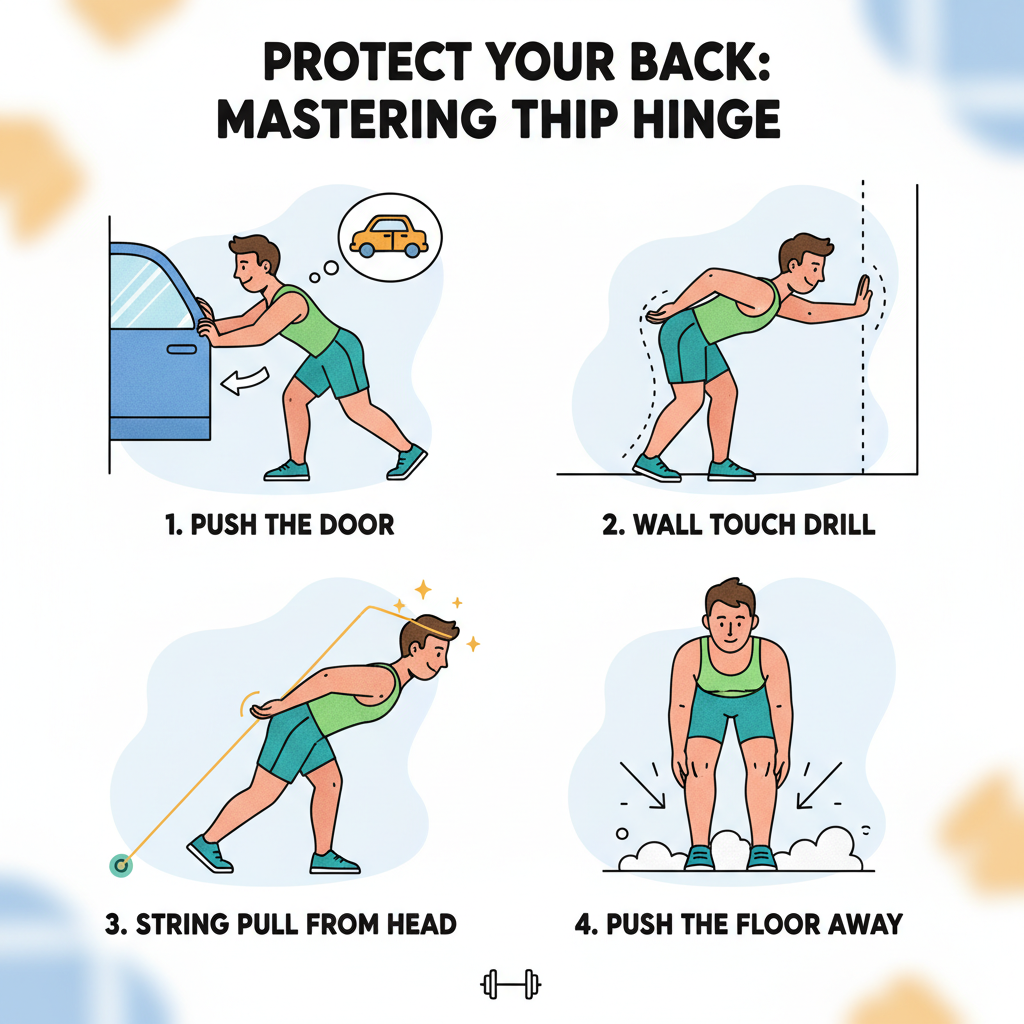 PROTECT YOUR BACK:
MASTERING THIP HINGE
1. PUSH THE DOOR
2. WALL TOUCH DRILL
3. STRING PULL FROM HEAD
4. PUSH THE FLOOR AWAY